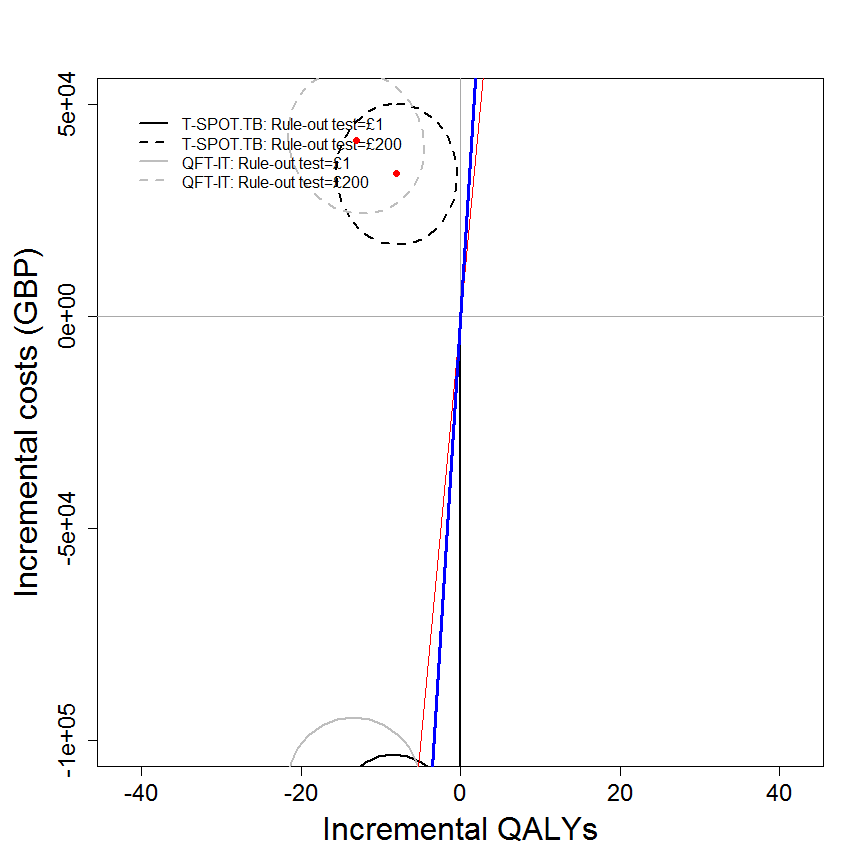 5e+04
0e+00
-5e+04
-1e+05
Incremental costs (GBP)
T-SPOT.TB: Rule-out test=£1
T-SPOT.TB: Rule-out test=£200
QFT-IT: Rule-out test=£1
QFT-IT: Rule-out test=£200
-40
-20
0
20
40
Incremental QALYs